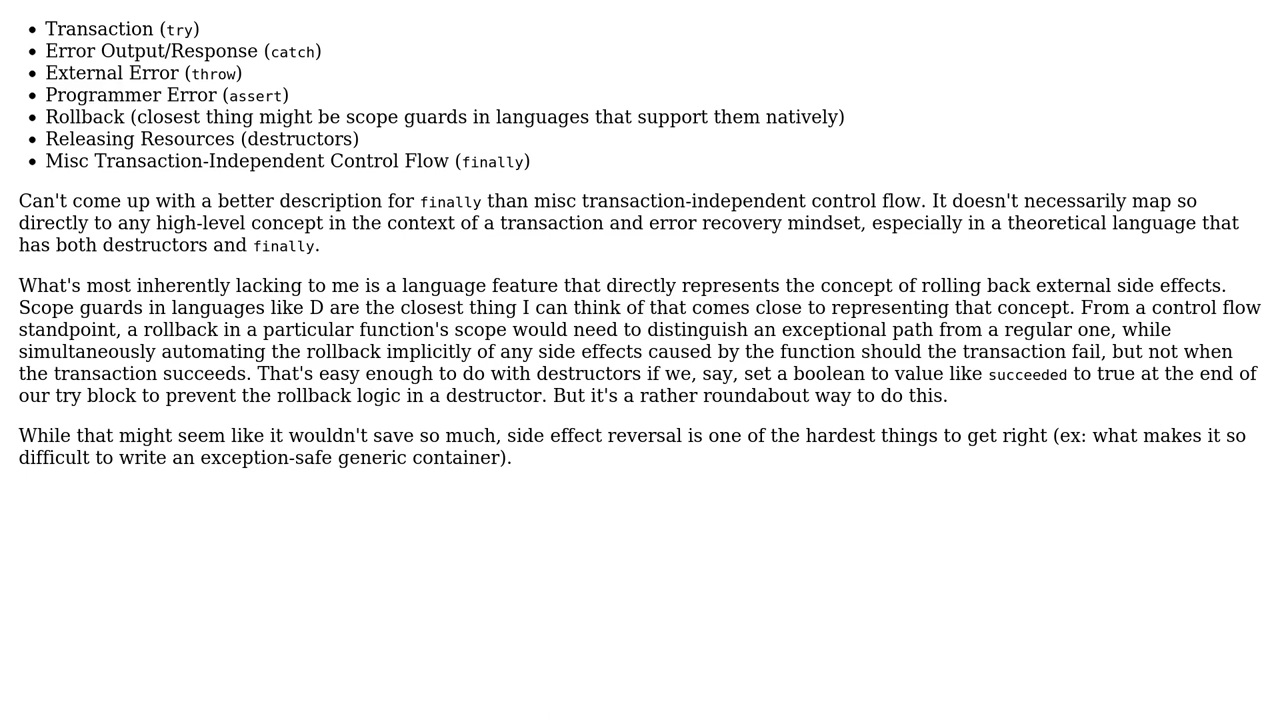 • Transaction (try)
• Error Output/Response (catch)
• External Error (throw)
• Programmer Error (assert)
• Rollback (closest thing might be scope guards in languages that support them natively)
• Releasing Resources (destructors)
• Misc Transaction-Independent Control Flow (finally)
Can't come up with a better description for finally than misc transaction-independent control flow. It doesn't necessarily map so
directly to any high-level concept in the context of a transaction and error recovery mindset, especially in a theoretical language that
has both destructors and finally.
What's most inherently lacking to me is a language feature that directly represents the concept of rolling back external side effects.
Scope guards in languages like D are the closest thing I can think of that comes close to representing that concept. From a control flow
standpoint, a rollback in a particular function's scope would need to distinguish an exceptional path from a regular one, while
simultaneously automating the rollback implicitly of any side effects caused by the function should the transaction fail, but not when
the transaction succeeds. That's easy enough to do with destructors if we, say, set a boolean to value like succeeded to true at the end of
our try block to prevent the rollback logic in a destructor. But it's a rather roundabout way to do this.
While that might seem like it wouldn't save so much, side effect reversal is one of the hardest things to get right (ex: what makes it so
difficult to write an exception-safe generic container).